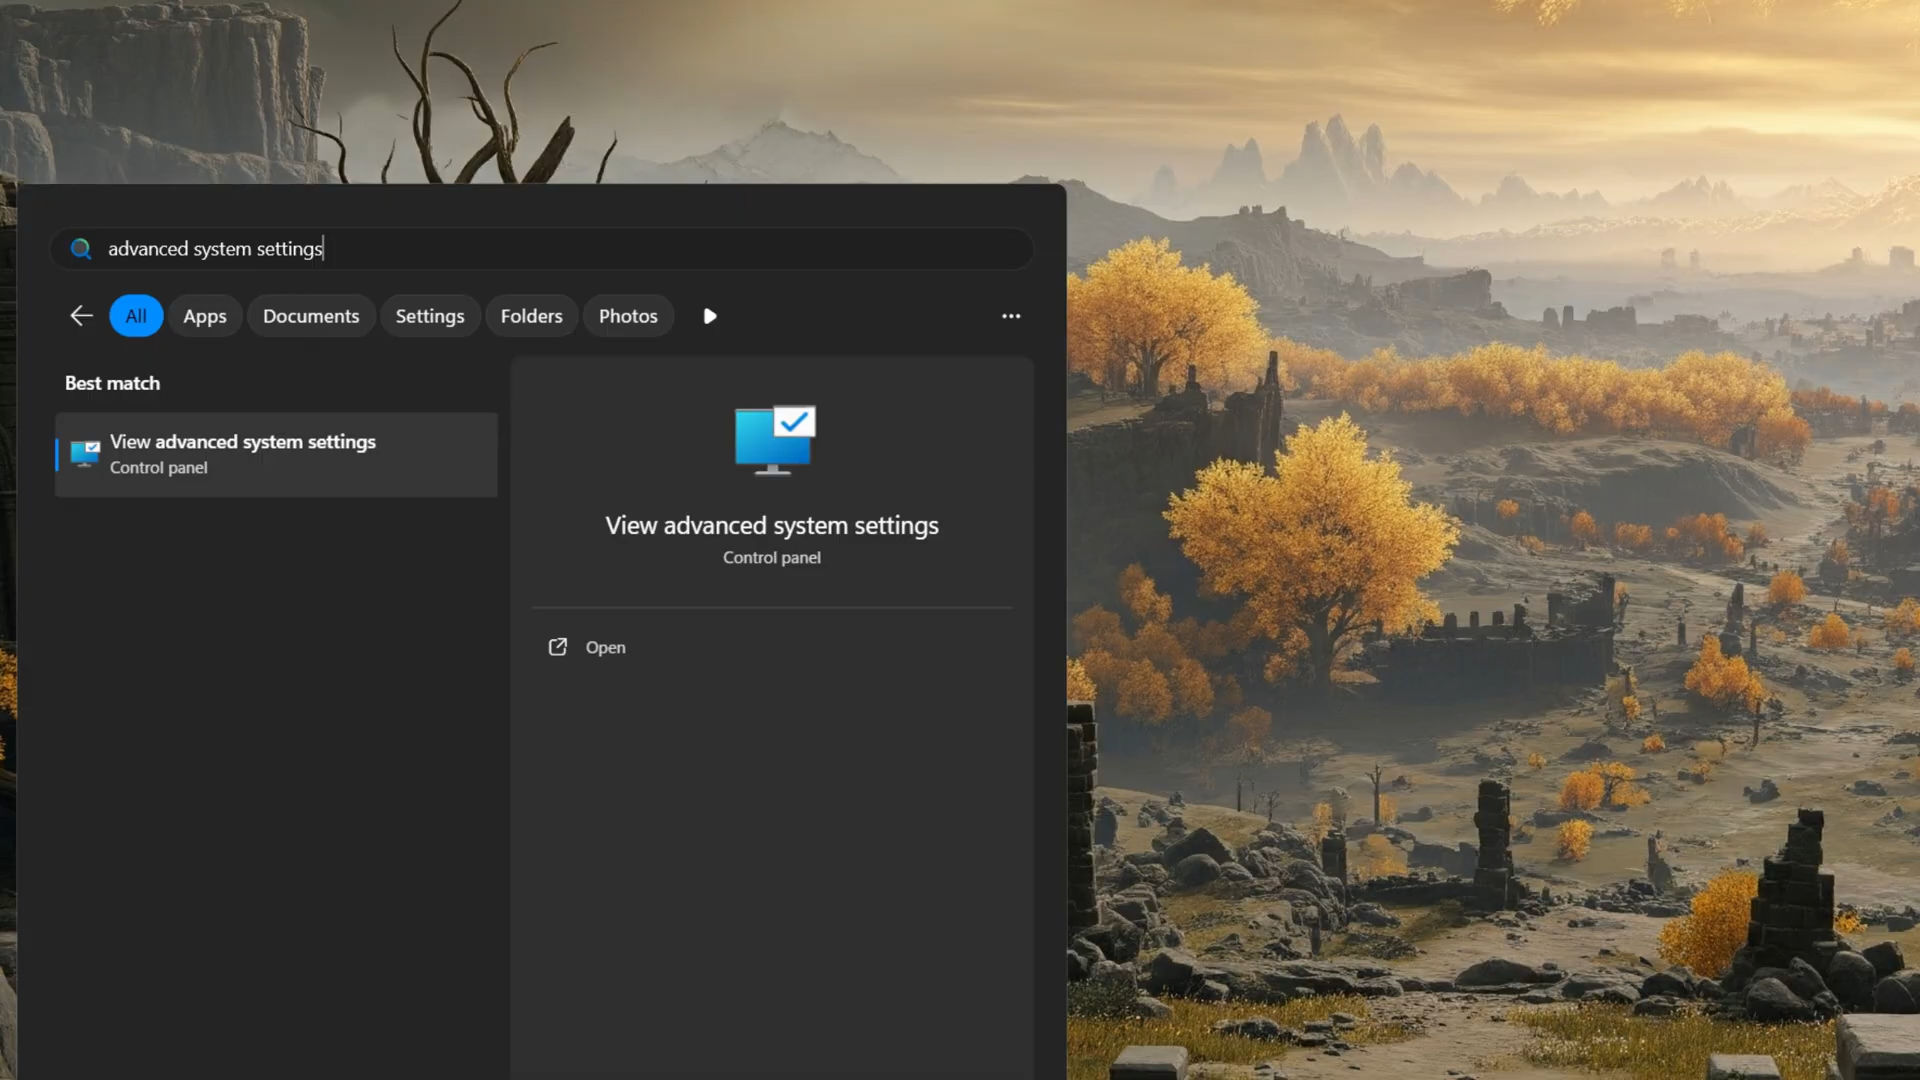 advanced system settings
All Apps Documents Settings Folders Photos
Best match
View advanced system settings
Control panel
View advanced system settings
Control panel
Open